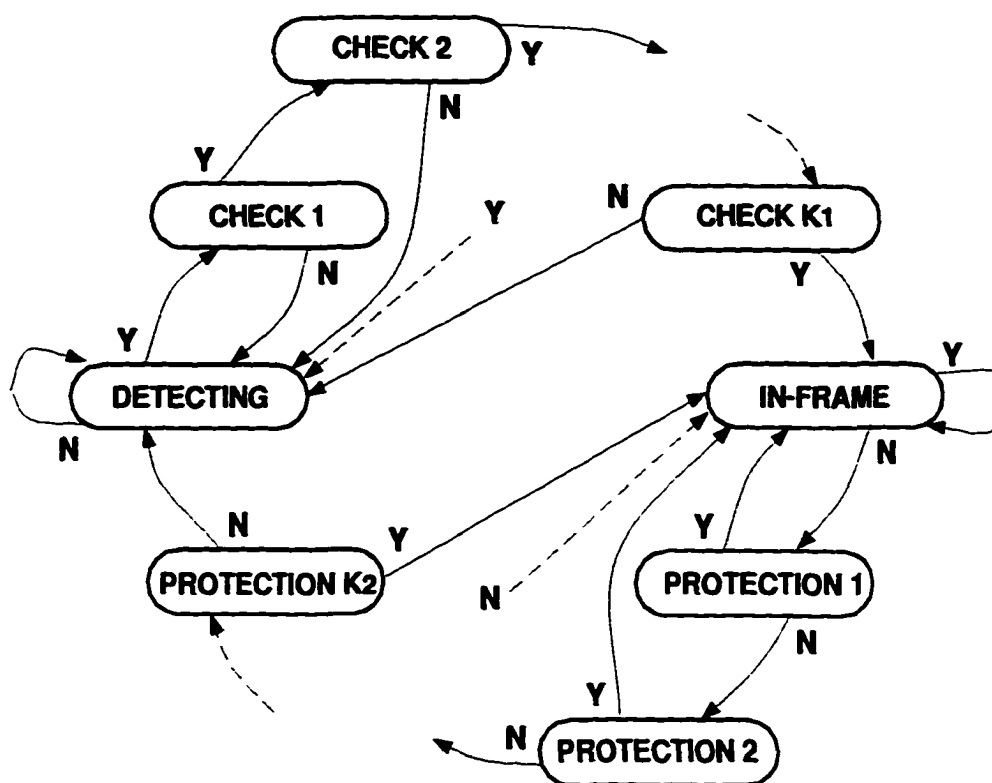 CHECK 2
Y
N
Y
CHECK 1
N
Y
N
CHECK K1
Y
Y
DETECTING
N
IN-FRAME
Y
N
N
PROTECTION K2
Y
Y
PROTECTION 1
N
N
Y
N
PROTECTION 2